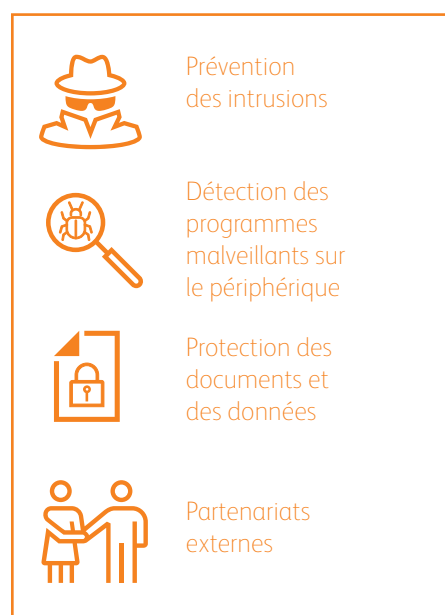 Prévention
des intrusions
Détection des
programmes
malveillants sur
le périphérique
Protection des
documents et
des données
Partenariats
externes